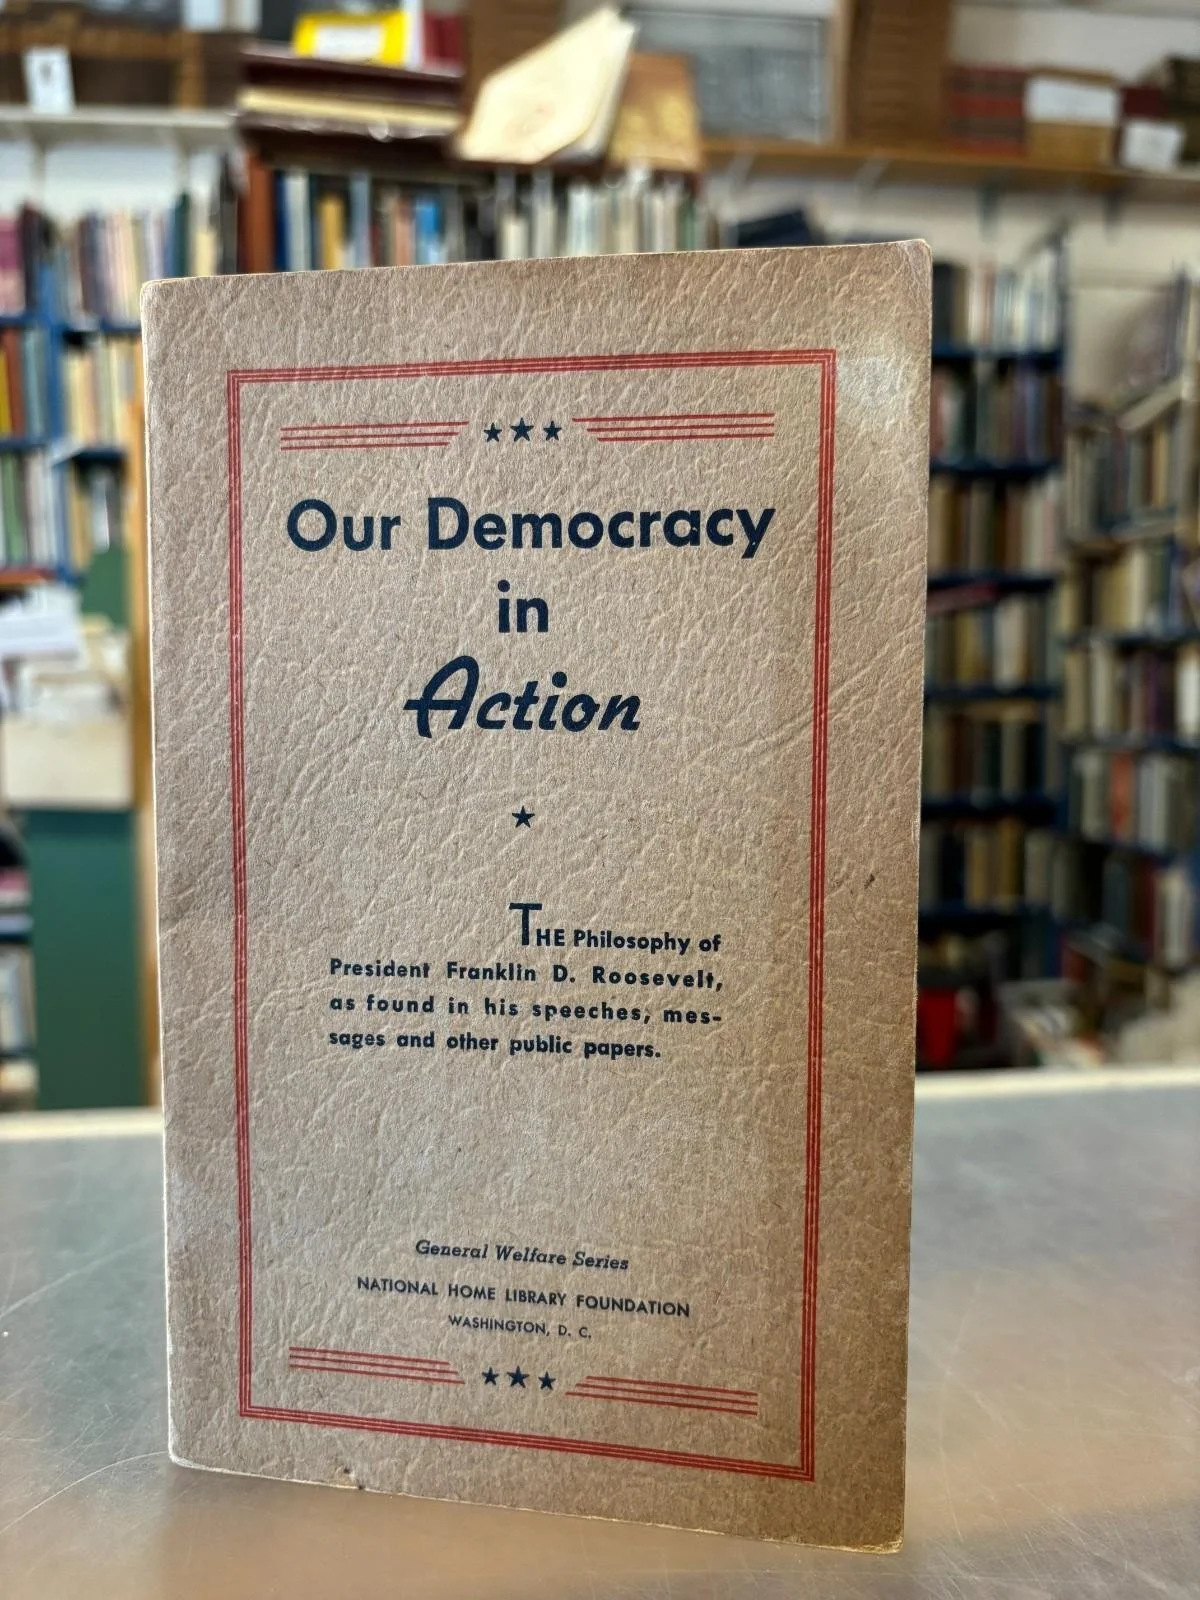 Our Democracy
in
Action
THE Philosophy of
President Franklin D. Roosevelt,
as found in his speeches, mes-
sages and other public papers.
General Welfare Series
NATIONAL HOME LIBRARY FOUNDATION
WASHINGTON, D. C.